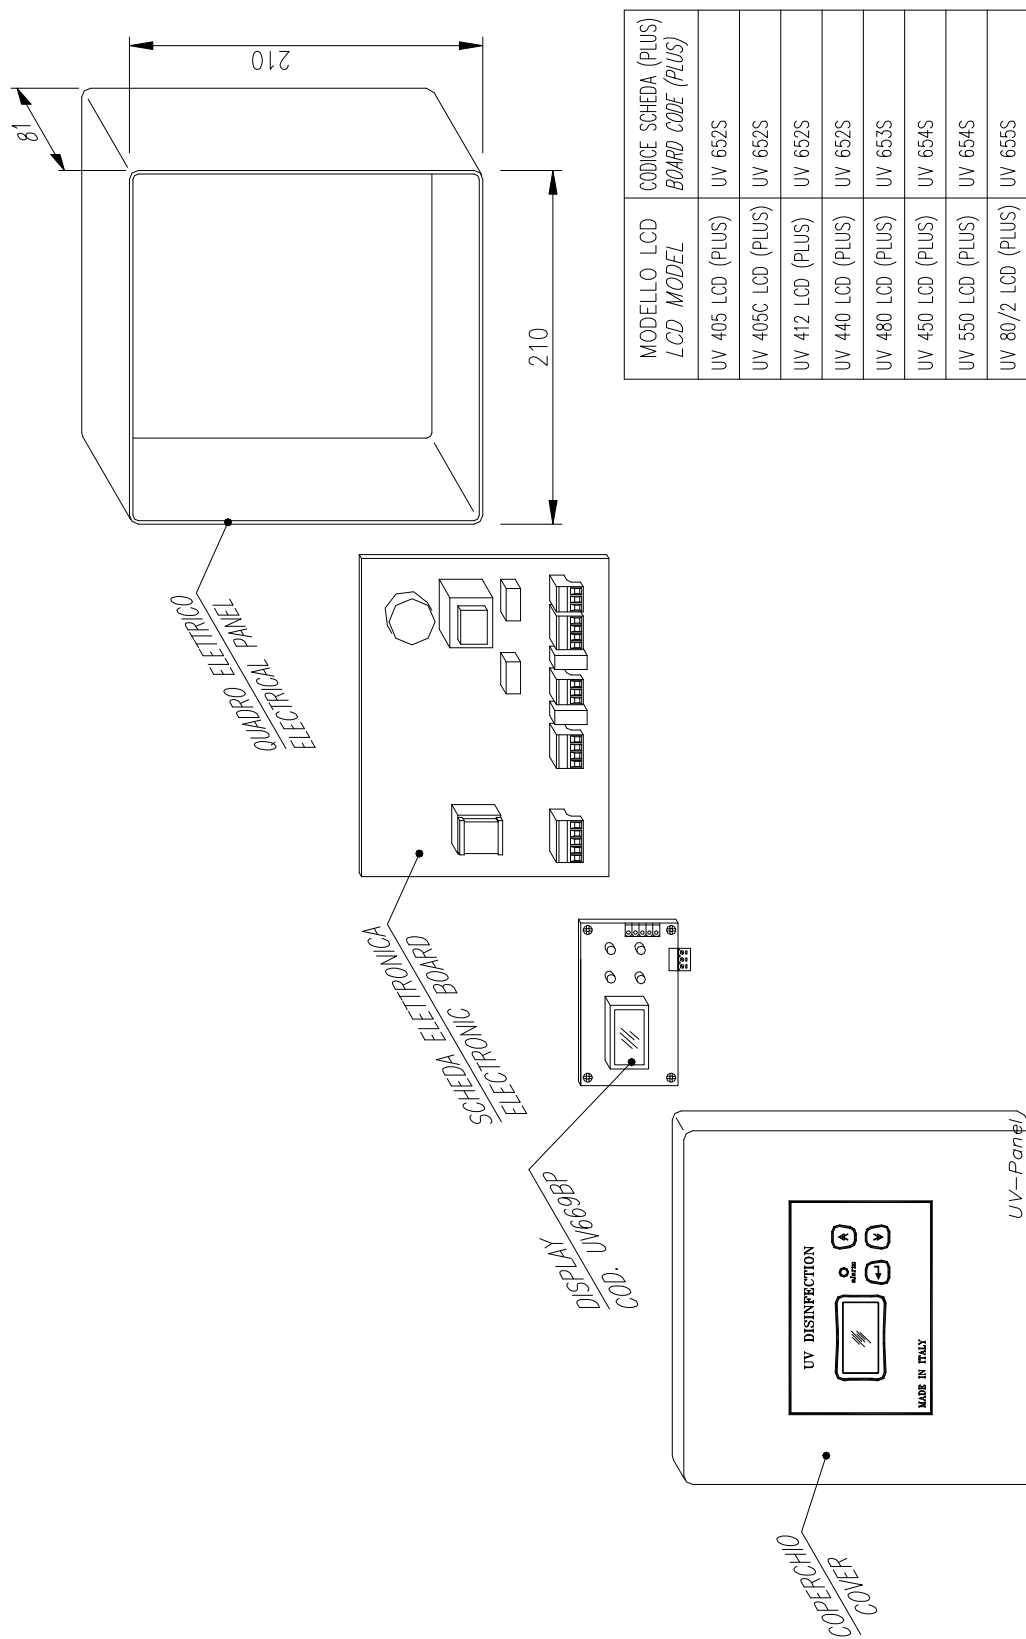 81
210
210
QUADRO ELETTRICO
ELECTRICAL PANEL
SCHEDA ELETTRONICA
ELECTRONIC BOARD
DISPLAY
COD. UV669BP
COPERCHIO
COVER
UV DISINFECTION
alarm
MADE IN ITALY
UV-Panel
MODELLO LCD CODICE SCHEDA (PLUS)
LCD MODEL BOARD CODE (PLUS)
UV 405 LCD (PLUS) UV 652S
UV 405C LCD (PLUS) UV 652S
UV 412 LCD (PLUS) UV 652S
UV 440 LCD (PLUS) UV 652S
UV 480 LCD (PLUS) UV 653S
UV 450 LCD (PLUS) UV 654S
UV 550 LCD (PLUS) UV 654S
UV 80/2 LCD (PLUS) UV 655S